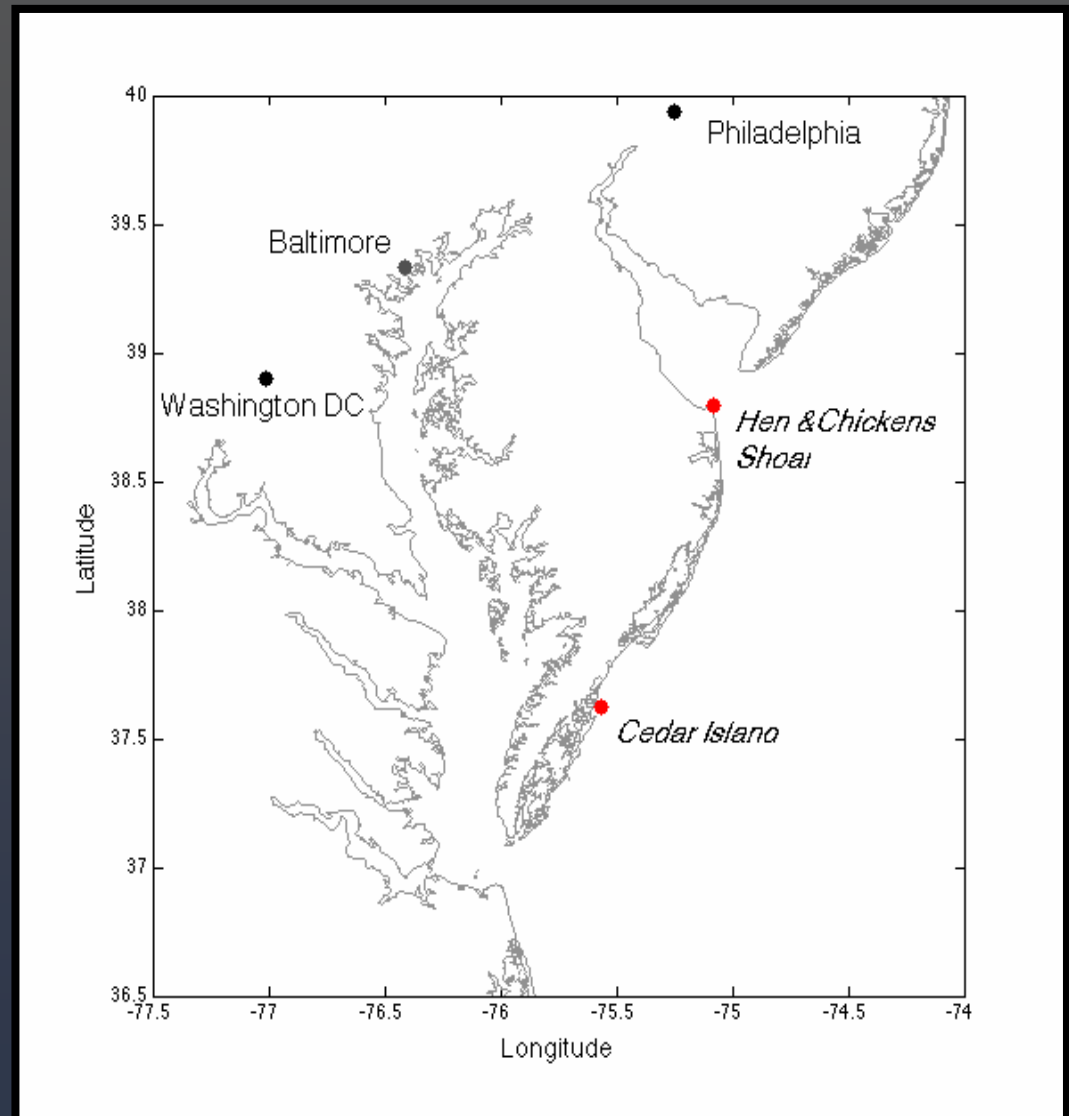 40
Philadelphia
39.5
Baltimore
39
Washington DC
Hen &Chickens
Shoal
38.5
Latitude
38
Cedar Island
37.5
37
36.5
-77.5 -77 -76.5 -76 -75.5 -75 -74.5 -74
Longitude